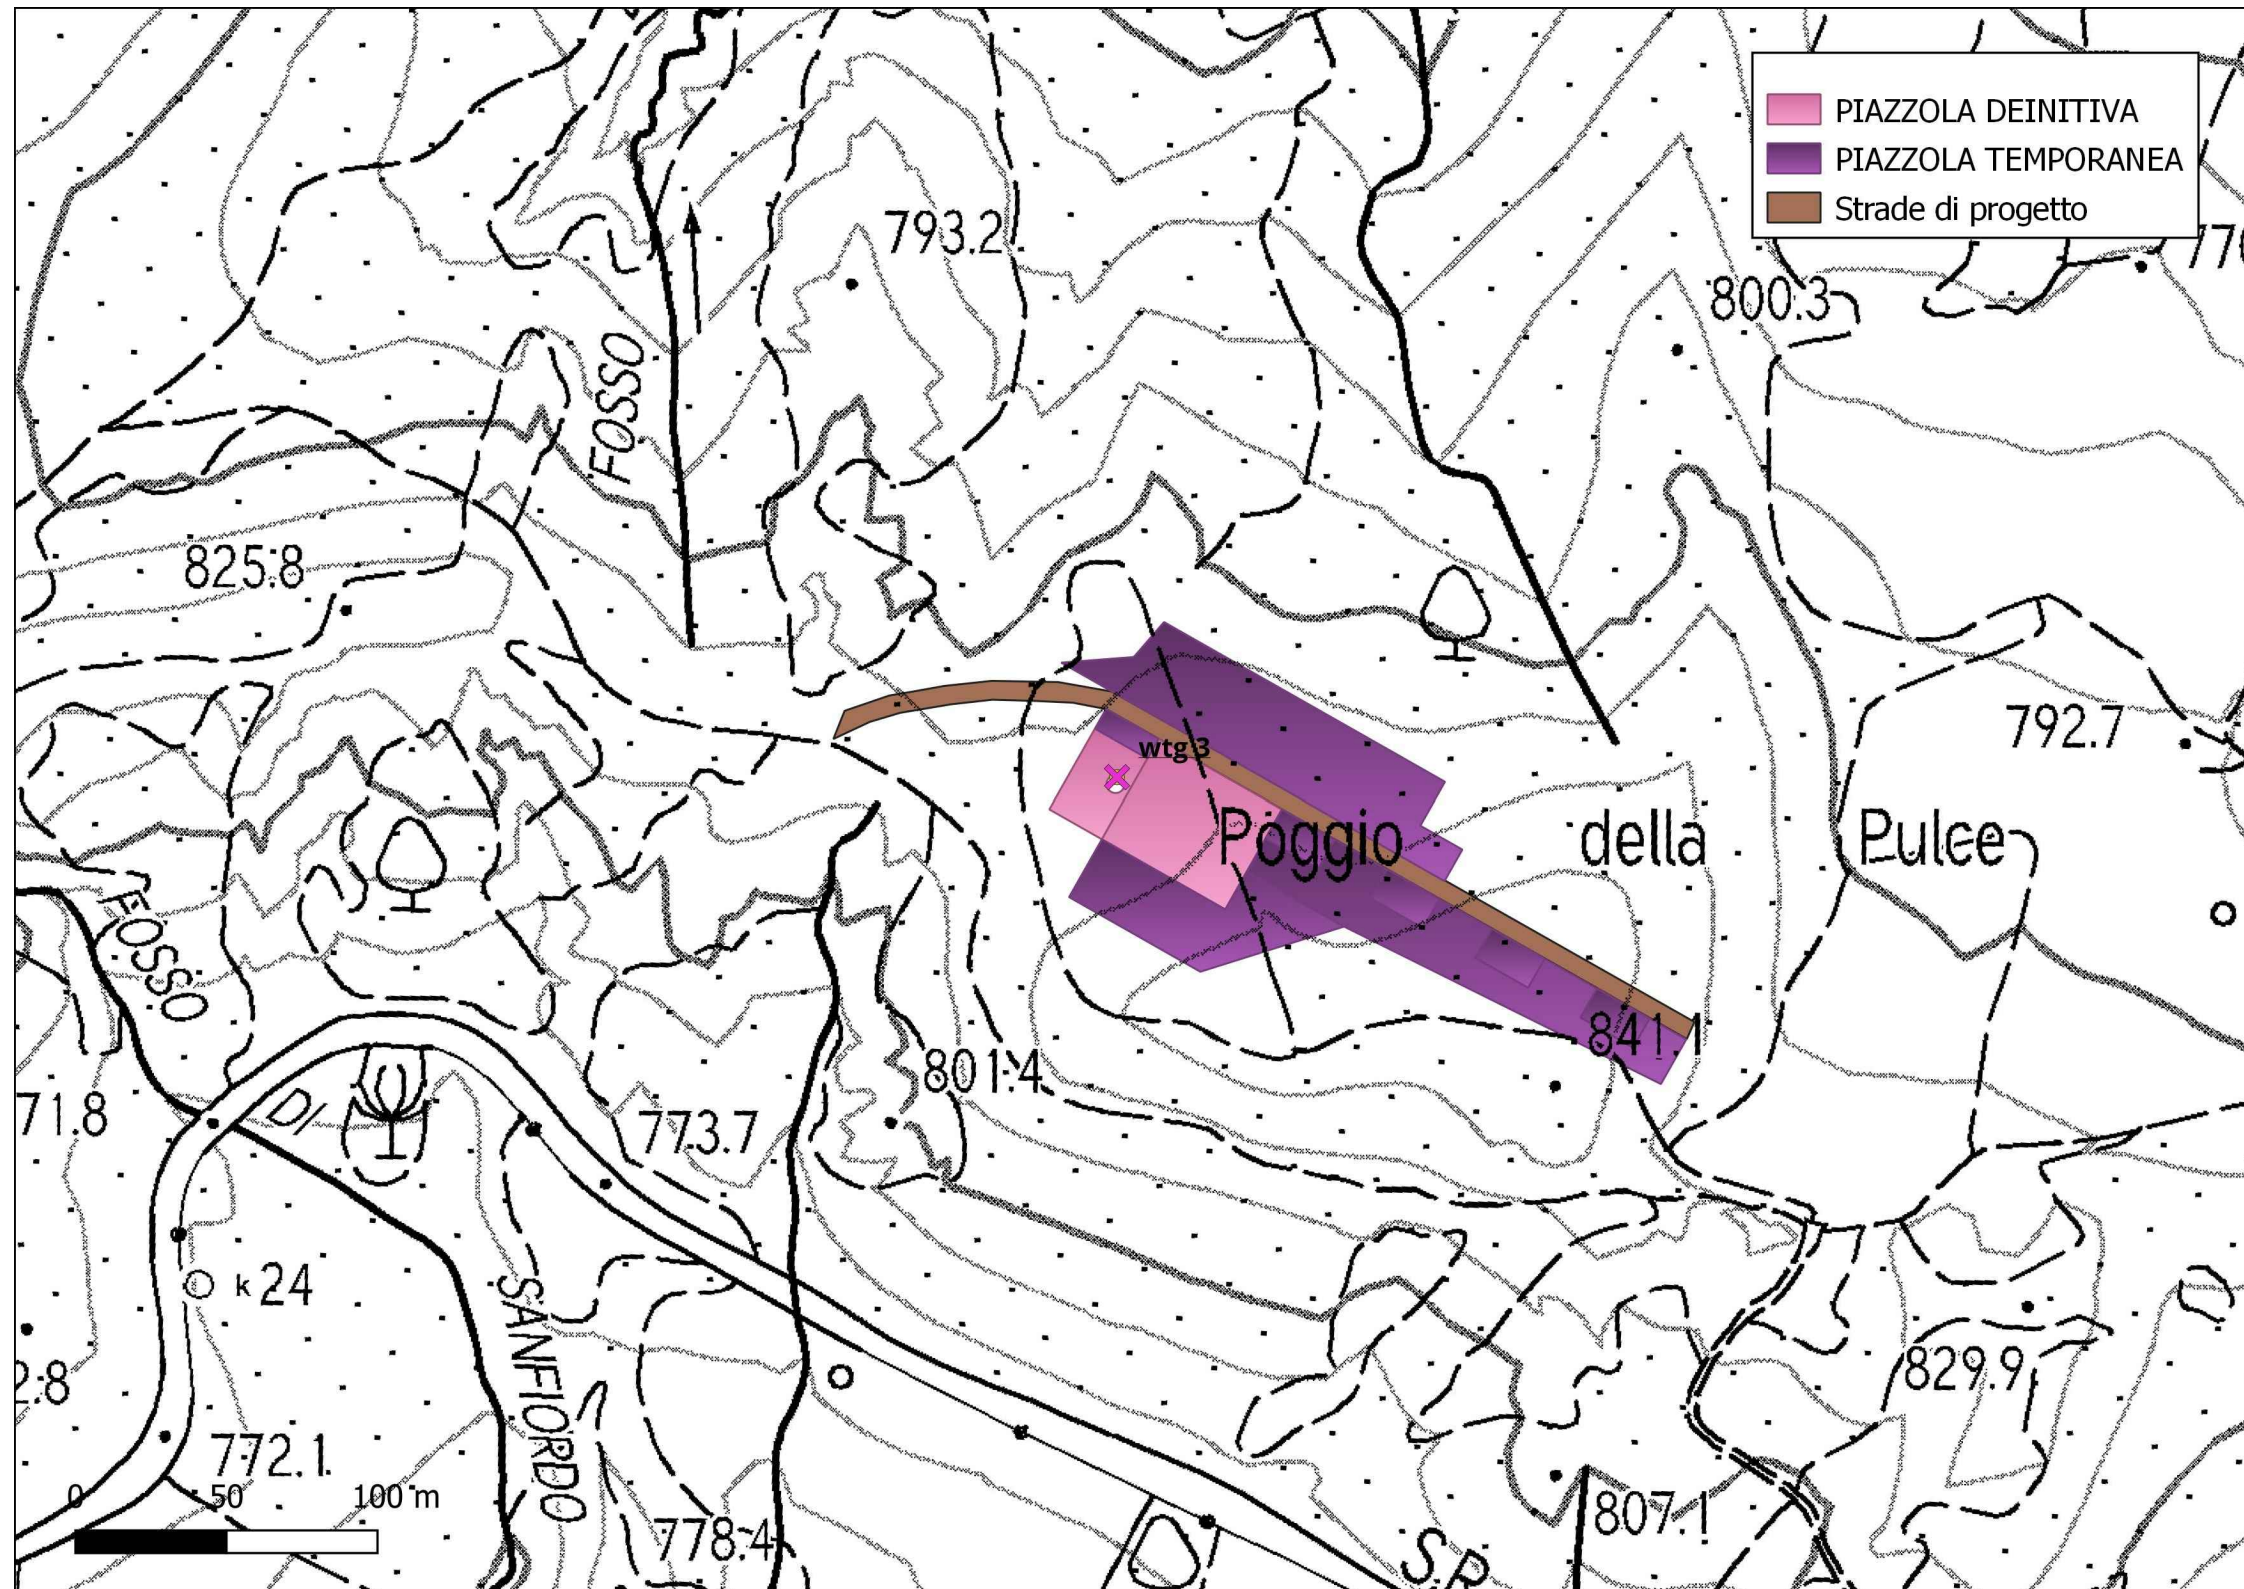 PIAZZOLA DEINITIVA
PIAZZOLA TEMPORANEA
Strade di progetto
793.2
800.3
FOSSO
825.8
792.7
wtg 3
Poggio della Pulce
FOSSO
841.1
801.4
71.8
DI
773.7
k 24
SANFIORDO
2.8
829.9
772.1
0 50 100 m
778.4
807.1
S.P.